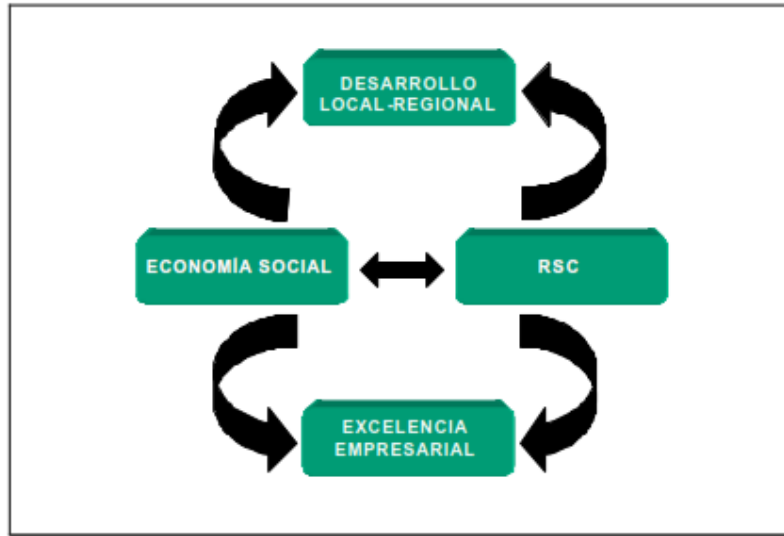 DESARROLLO
LOCAL-REGIONAL
ECONOMÍA SOCIAL
RSC
EXCELENCIA
EMPRESARIAL